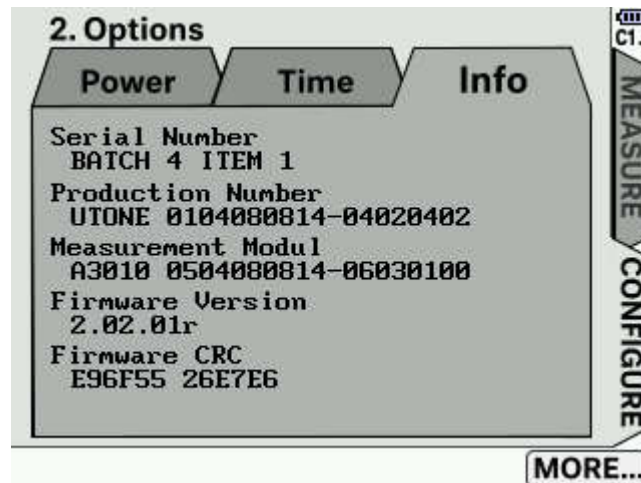 2. Options
C1.
Power
Time
Info
Serial Number
BATCH 4 ITEM 1
Production Number
UTONE 0104080814-04020402
Measurement Modul
A3010 0504080814-06030100
Firmware Version
2.02.01r
Firmware CRC
E96F55 26E7E6
MEASURE
CONFIGURE
MORE...